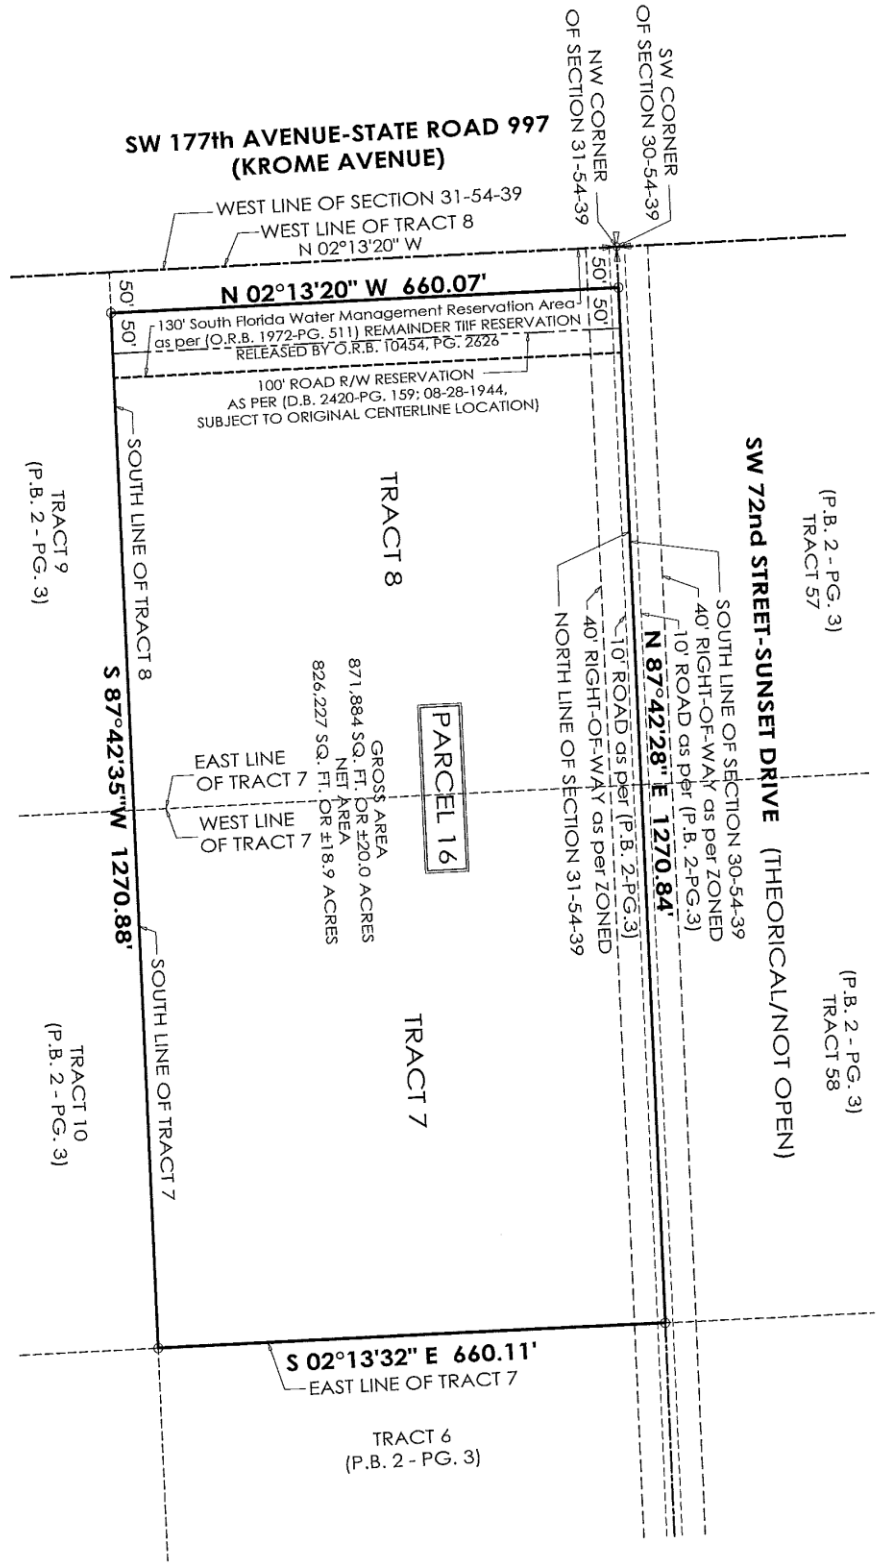 SW CORNER
OF SECTION 30-54-39
NW CORNER
OF SECTION 31-54-39
SW 177th AVENUE-STATE ROAD 997
(KROME AVENUE)
WEST LINE OF SECTION 31-54-39
WEST LINE OF TRACT 8
N 02°13'20" W
50' 50'
N 02°13'20" W 660.07'
50' 50'
130' South Florida Water Management Reservation Area
as per (O.R.B. 1972-PG. 511) REMAINDER TIIF RESERVATION
RELEASED BY O.R.B. 10454, PG. 2626
100' ROAD R/W RESERVATION
AS PER (D.B. 2420-PG. 159; 08-28-1944,
SUBJECT TO ORIGINAL CENTERLINE LOCATION)
(P.B. 2 - PG. 3)
TRACT 57
SW 72nd STREET-SUNSET DRIVE (THEORICAL/NOT OPEN)
SOUTH LINE OF SECTION 30-54-39
40' RIGHT-OF-WAY as per ZONED
10' ROAD as per (P.B. 2-PG.3)
N 87°42'28" E 1270.84'
10' ROAD as per (P.B. 2-PG.3)
40' RIGHT-OF-WAY as per ZONED
NORTH LINE OF SECTION 31-54-39
TRACT 8
SOUTH LINE OF TRACT 8
TRACT 9
(P.B. 2 - PG. 3)
PARCEL 16
GROSS AREA
871,884 SQ. FT. OR ±20.0 ACRES
NET AREA
826,227 SQ. FT. OR ±18.9 ACRES
EAST LINE
OF TRACT 7
WEST LINE
OF TRACT 7
S 87°42'35"W 1270.88'
(P.B. 2 - PG. 3)
TRACT 58
TRACT 7
SOUTH LINE OF TRACT 7
TRACT 10
(P.B. 2 - PG. 3)
S 02°13'32" E 660.11'
EAST LINE OF TRACT 7
TRACT 6
(P.B. 2 - PG. 3)